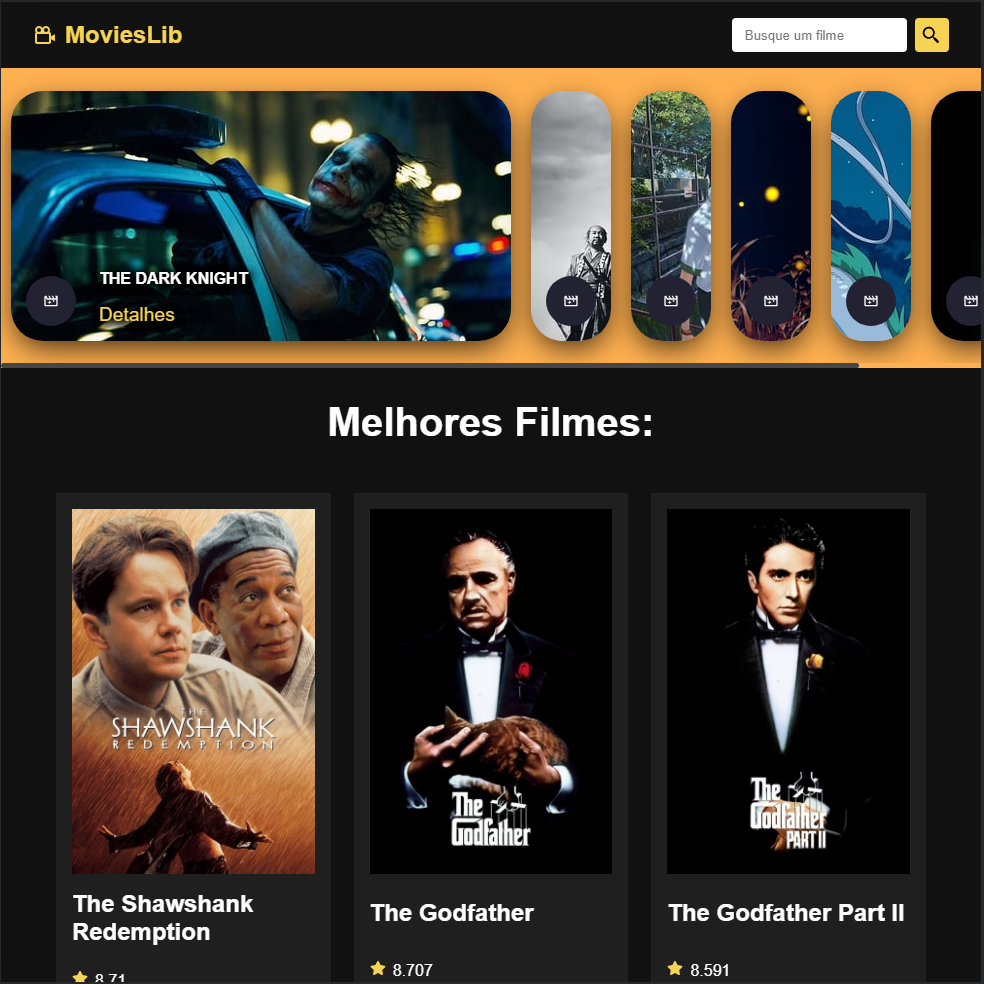 MoviesLib
Busque um filme
THE DARK KNIGHT
Detalhes
Melhores Filmes:
THE
SHAWSHANK
REDEMPTION
The
Godfather
The
Godfather
PART II
The Shawshank
Redemption
The Godfather
The Godfather Part II
8.71
8.707
8.591